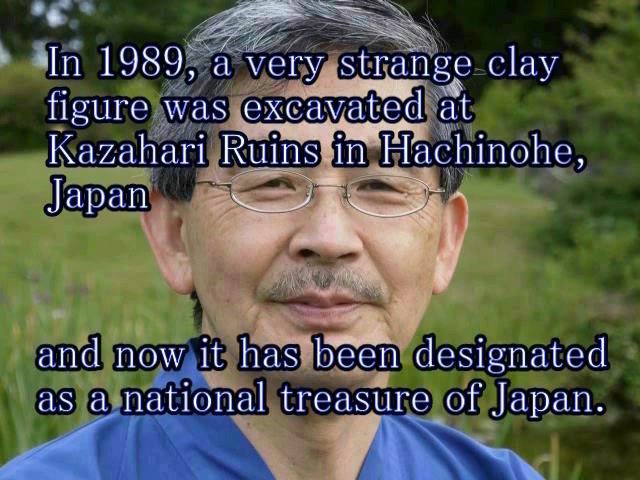 In 1989, a very strange clay
figure was excavated at
Kazahari Ruins in Hachinohe,
Japan
and now it has been designated
as a national treasure of Japan.